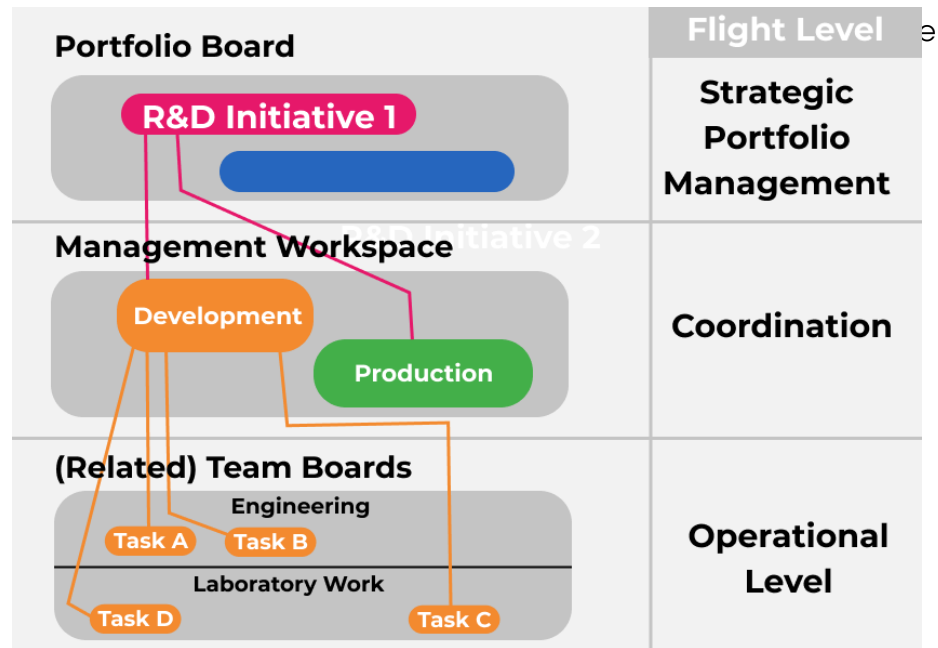 Portfolio Board
Flight Level
e
R&D Initiative 1
Strategic
Portfolio
Management
R&D Initiative 2
Management Workspace
Development
Production
Coordination
(Related) Team Boards
Engineering
Task A
Task B
Laboratory Work
Task D
Task C
Operational
Level